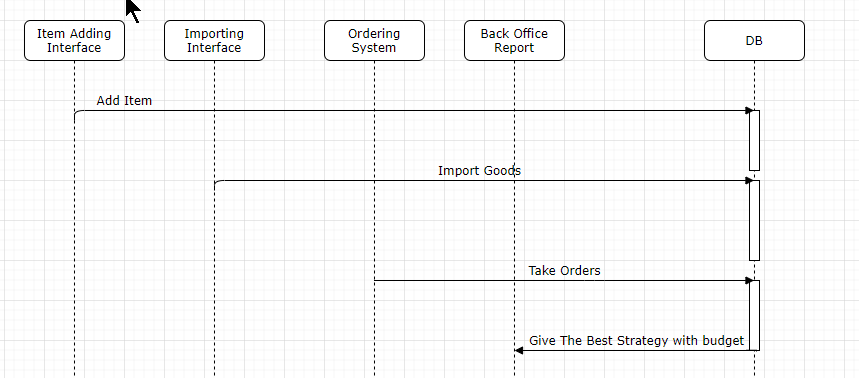 Item Adding
Interface
Importing
Interface
Ordering
System
Back Office
Report
DB
Add Item
Import Goods
Take Orders
Give The Best Strategy with budget